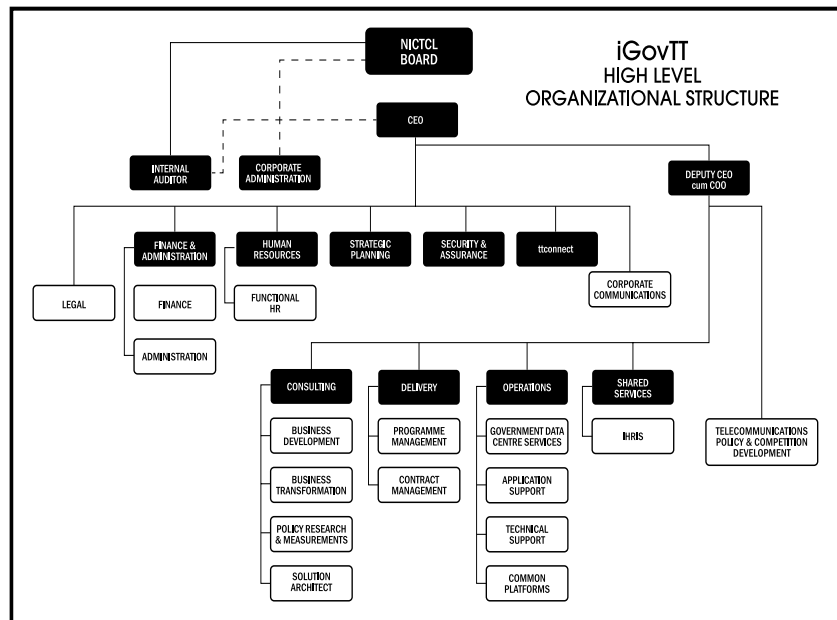 NICTCL
BOARD
iGovTT
HIGH LEVEL
ORGANIZATIONAL STRUCTURE
CEO
INTERNAL
AUDITOR
CORPORATE
ADMINISTRATION
DEPUTY CEO
cum COO
FINANCE &
ADMINISTRATION
HUMAN
RESOURCES
STRATEGIC
PLANNING
SECURITY &
ASSURANCE
ttconnect
LEGAL
FINANCE
FUNCTIONAL
HR
CORPORATE
COMMUNICATIONS
ADMINISTRATION
CONSULTING
DELIVERY
OPERATIONS
SHARED
SERVICES
BUSINESS
DEVELOPMENT
PROGRAMME
MANAGEMENT
GOVERNMENT DATA
CENTRE SERVICES
IHRIS
TELECOMMUNICATIONS
POLICY & COMPETITION
DEVELOPMENT
BUSINESS
TRANSFORMATION
CONTRACT
MANAGEMENT
APPLICATION
SUPPORT
POLICY RESEARCH
& MEASUREMENTS
TECHNICAL
SUPPORT
SOLUTION
ARCHITECT
COMMON
PLATFORMS